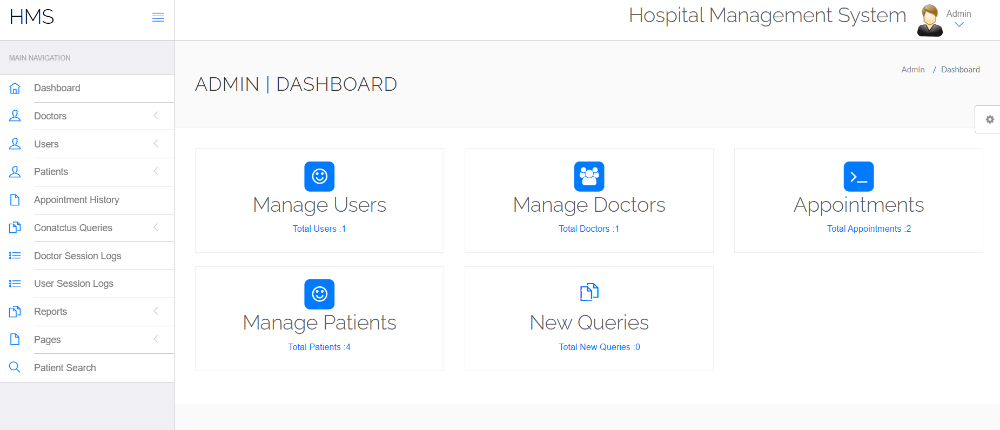 HMS
Hospital Management System
Admin
MAIN NAVIGATION
Dashboard
Doctors
Users
Patients
Appointment History
Conatctus Queries
Doctor Session Logs
User Session Logs
Reports
Pages
Patient Search
ADMIN | DASHBOARD
Admin / Dashboard
Manage Users
Total Users :1
Manage Doctors
Total Doctors :1
Appointments
Total Appointments :2
Manage Patients
Total Patients :4
New Queries
Total New Queries :0